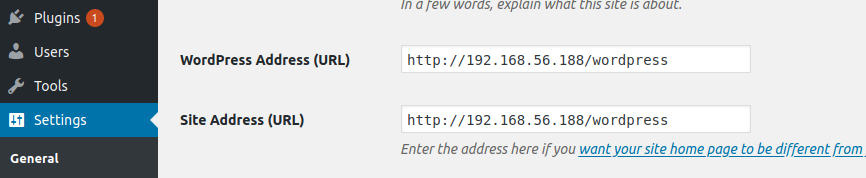 In a few words, explain what this site is about.
Plugins 1
Users
WordPress Address (URL) http://192.168.56.188/wordpress
Tools
Settings
Site Address (URL) http://192.168.56.188/wordpress
Enter the address here if you want your site home page to be different from
General